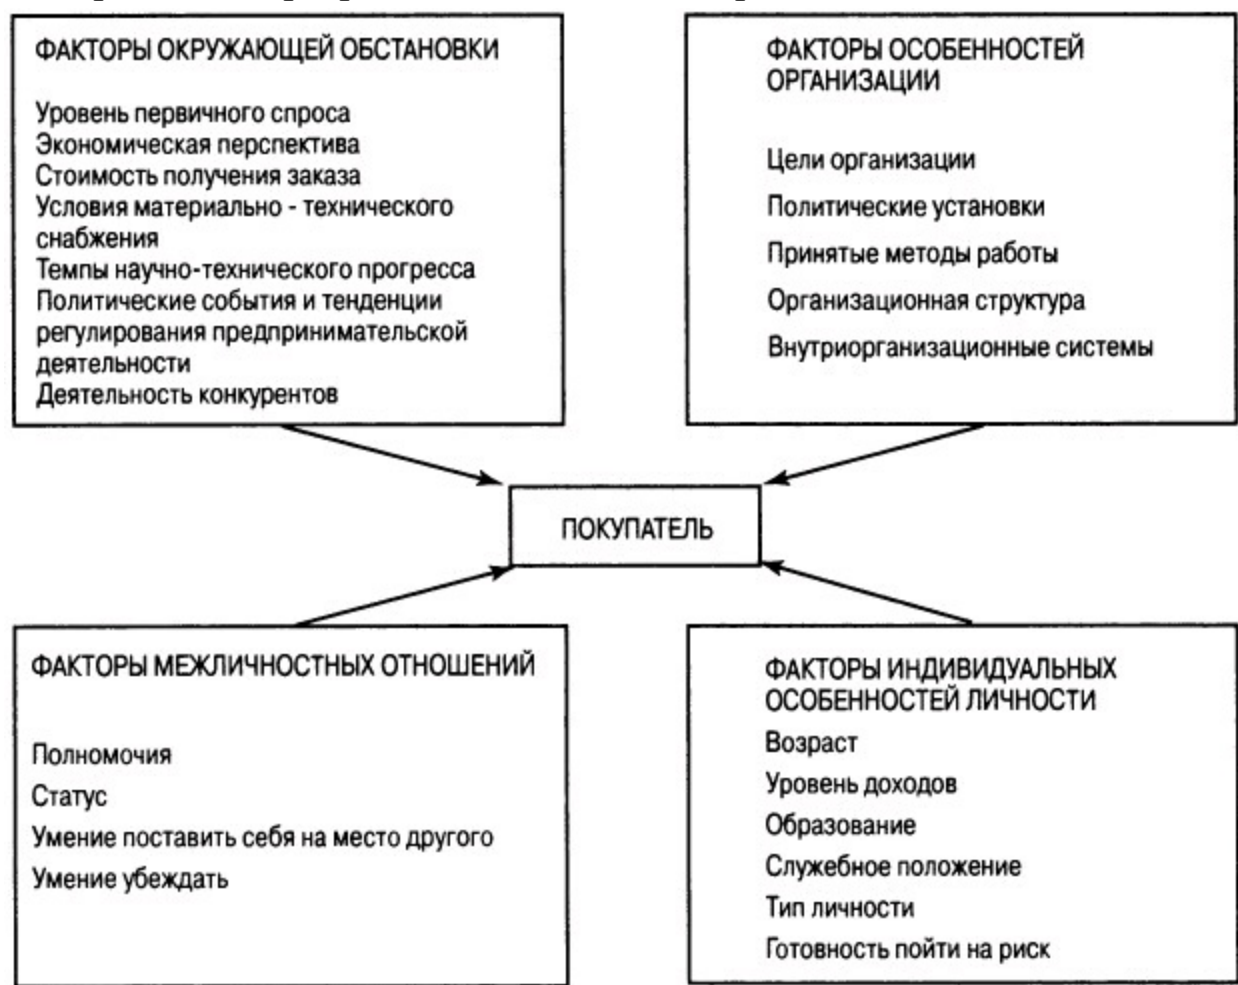 ФАКТОРЫ ОКРУЖАЮЩЕЙ ОБСТАНОВКИ
Уровень первичного спроса
Экономическая перспектива
Стоимость получения заказа
Условия материально - технического
снабжения
Темпы научно-технического прогресса
Политические события и тенденции
регулирования предпринимательской
деятельности
Деятельность конкурентов
ФАКТОРЫ ОСОБЕННОСТЕЙ
ОРГАНИЗАЦИИ
Цели организации
Политические установки
Принятые методы работы
Организационная структура
Внутриорганизационные системы
ПОКУПАТЕЛЬ
ФАКТОРЫ МЕЖЛИЧНОСТНЫХ ОТНОШЕНИЙ
Полномочия
Статус
Умение поставить себя на место другого
Умение убеждать
ФАКТОРЫ ИНДИВИДУАЛЬНЫХ
ОСОБЕННОСТЕЙ ЛИЧНОСТИ
Возраст
Уровень доходов
Образование
Служебное положение
Тип личности
Готовность пойти на риск